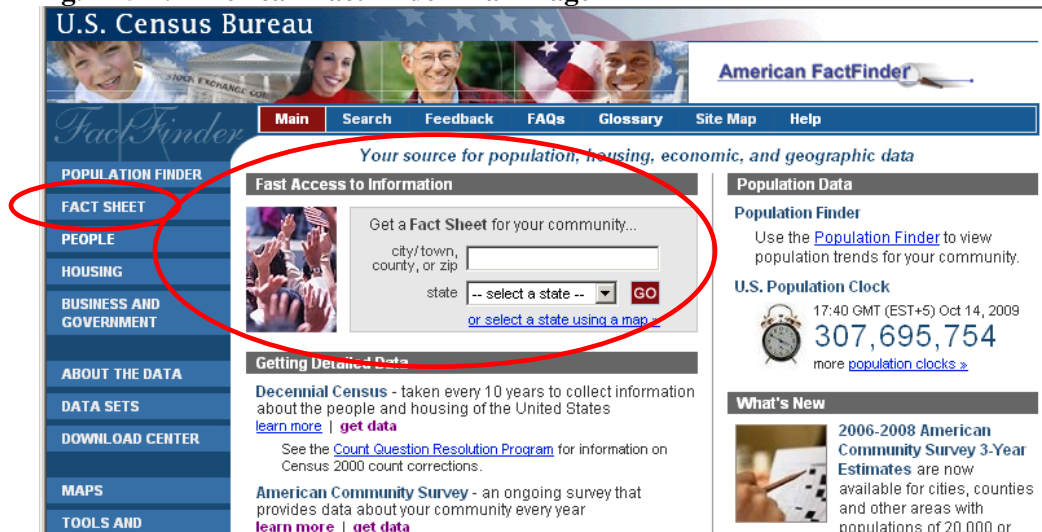 U.S. Census Bureau
STOCK EXCHANGE
American FactFinder
FactFinder
Main Search Feedback FAQs Glossary Site Map Help
Your source for population, housing, economic, and geographic data
POPULATION FINDER
FACT SHEET
PEOPLE
HOUSING
BUSINESS AND
GOVERNMENT
ABOUT THE DATA
DATA SETS
DOWNLOAD CENTER
MAPS
TOOLS AND
Fast Access to Information
Get a Fact Sheet for your community...
city/town,
county, or zip
state -- select a state -- GO
or select a state using a map »
Getting Detailed Data
Decennial Census - taken every 10 years to collect information
about the people and housing of the United States
learn more | get data
See the Count Question Resolution Program for information on
Census 2000 count corrections.
American Community Survey - an ongoing survey that
provides data about your community every year
learn more | get data
Population Data
Population Finder
Use the Population Finder to view
population trends for your community.
U.S. Population Clock
17:40 GMT (EST+5) Oct 14, 2009
307,695,754
more population clocks »
What's New
2006-2008 American
Community Survey 3-Year
Estimates are now
available for cities, counties
and other areas with
populations of 20,000 or